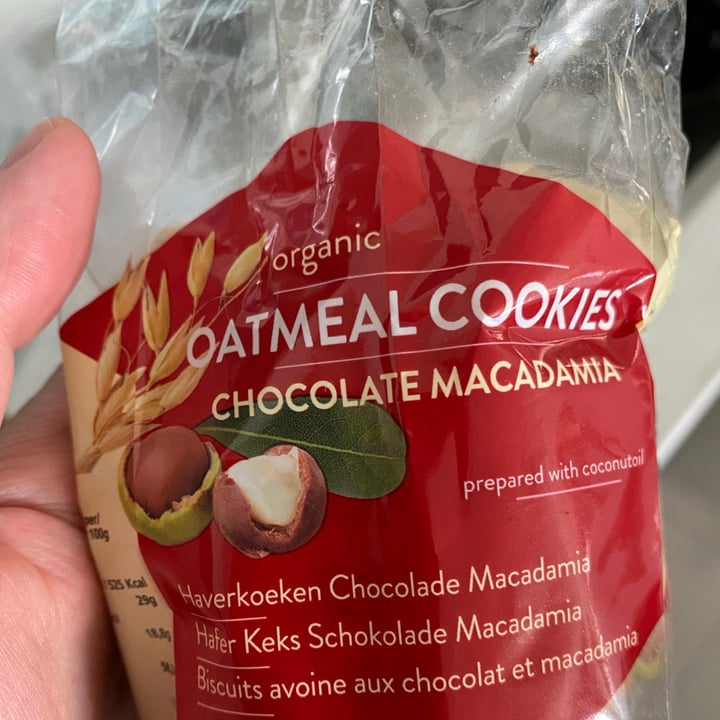 organic
OATMEAL COOKIES
CHOCOLATE MACADAMIA
prepared with coconutoil
100g
525 Kcal
29g
18,8g
Haverkoeken Chocolade Macadamia
Hafer Keks Schokolade Macadamia
Biscuits avoine aux chocolat et macadamia